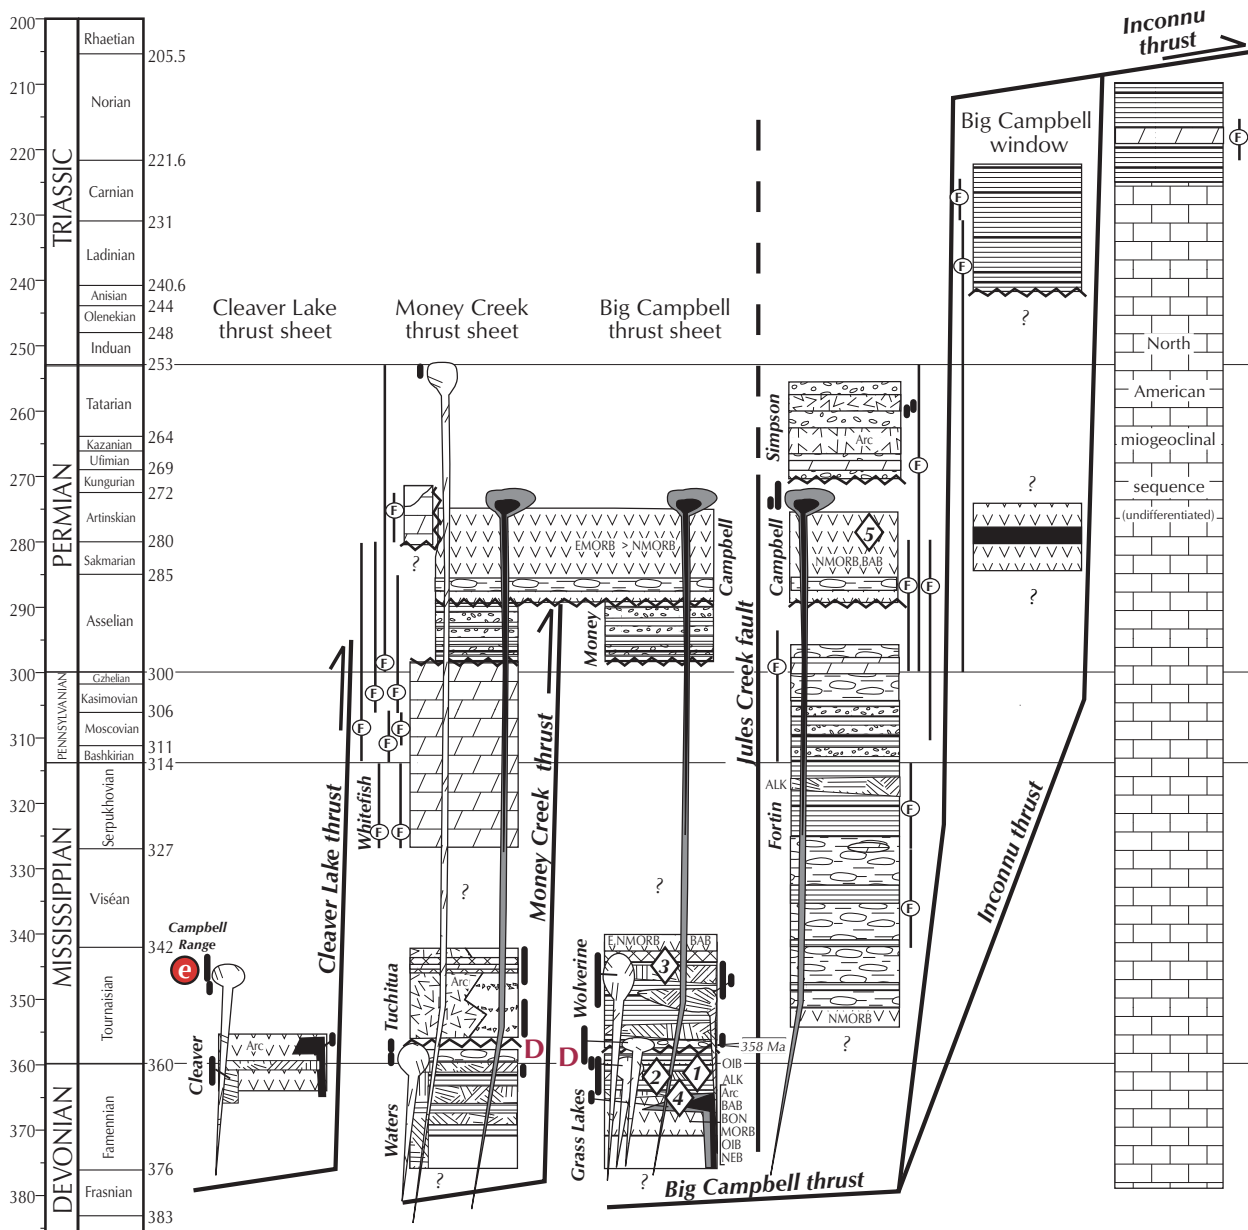 200
210
220
230
240
250
260
270
280
290
300
310
320
330
340
350
360
370
380
TRIASSIC
PERMIAN
PENNSYLVANIAN
MISSISSIPPIAN
DEVONIAN
Rhaetian
205.5
Norian
221.6
Carnian
231
Ladinian
240.6
Anisian
244
Olenekian
248
Induan
253
Tatarian
264
Kazanian
Ufimian
269
Kungurian
272
Artinskian
280
Sakmarian
285
Asselian
300
Gzhelian
Kasimovian
306
Moscovian
311
Bashkirian
314
Serpukhovian
327
Viséan
342
Tournaisian
360
Famennian
376
Frasnian
383
Cleaver Lake
thrust sheet
Campbell
Range
e
Cleaver
Arc
Cleaver Lake thrust
Money Creek
thrust sheet
F
F
F
F
F
F
F
F
F
?
Whitefish
?
Tuchitua
Arc
D
Waters
?
Money Creek thrust
Big Campbell
thrust sheet
EMORB > NMORB
Campbell
Money
?
E,NMORB
BAB
Wolverine
3
D
358 Ma
Grass Lakes
2
1
4
OIB
ALK
Arc
BAB
BON
MORB
OIB
NEB
?
Big Campbell thrust
Jules Creek fault
Simpson
Arc
F
Campbell
5
NMORB,BAB
F
F
F
ALK
Fortin
F
F
NMORB
?
Inconnu
thrust
Big Campbell
window
F
F
?
?
?
Inconnu thrust
F
North
American
miogeoclinal
sequence
(undifferentiated)